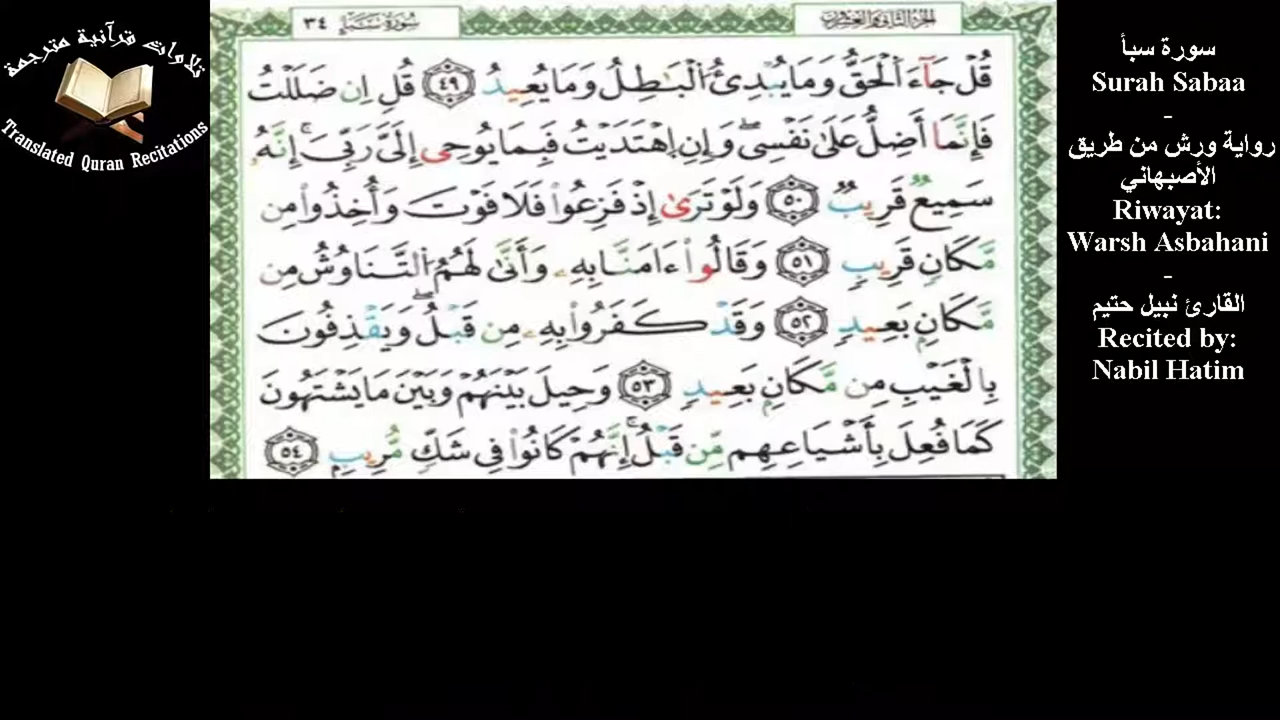 تلاوات قرآنية مترجمة
Translated Quran Recitations
سُورَةُ سَبَإٍ ٣٤
الجزء الثاني والعشرون
قُلْ جَآءَ اَ۬لْحَقُّ وَمَا يُبْدِئُ اُ۬لْبَٰطِلُ وَمَا يُعِيدُ ٤٩ قُلِ اِن ضَلَلْتُ
فَإِنَّمَا أَضِلُّ عَلَىٰ نَفْسِى وَإِنِ اِهْتَدَيْتُ فَبِمَا يُوحِى إِلَىَّ رَبِّى إِنَّهُۥ
سَمِيعٌ قَرِيبٌ ٥٠ وَلَوْ تَرَىٰ إِذْ فَزِعُواْ فَلَا فَوْتَ وَأُخِذُواْ مِن
مَّكَانٍ قَرِيبٍ ٥١ وَقَالُواْ ءَامَنَّا بِهِۦ وَأَنَّىٰ لَهُمُ اُ۬لتَّنَاوُشُ مِن
مَّكَانٍ بَعِيدٍ ٥٢ وَقَدْ كَفَرُواْ بِهِۦ مِن قَبْلُ وَيَقْذِفُونَ
بِالْغَيْبِ مِن مَّكَانٍ بَعِيدٍ ٥٣ وَحِيلَ بَيْنَهُمْ وَبَيْنَ مَا يَشْتَهُونَ
كَمَا فُعِلَ بِأَشْيَاعِهِم مِّن قَبْلُ إِنَّهُمْ كَانُواْ فِى شَكٍّ مُّرِيبٍ ٥٤
سورة سبأ
Surah Sabaa
-
رواية ورش من طريق
الأصبهاني
Riwayat:
Warsh Asbahani
-
القارئ نبيل حتيم
Recited by:
Nabil Hatim